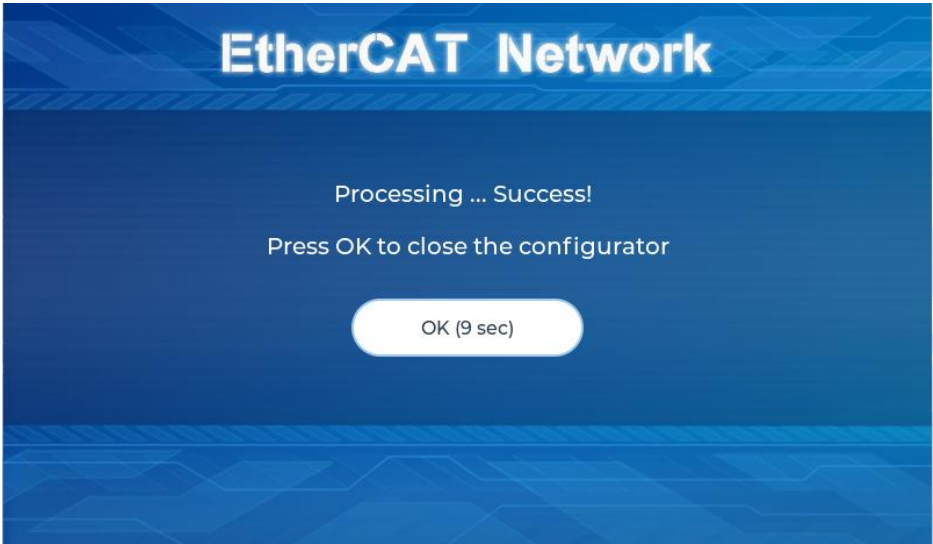 EtherCAT Network
Processing ... Success!
Press OK to close the configurator
OK (9 sec)